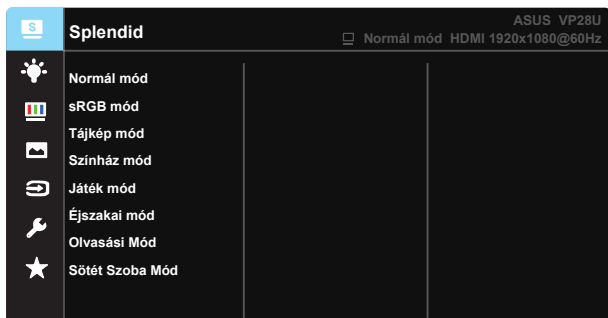 S
Splendid
ASUS VP28U
Normál mód HDMI 1920x1080@60Hz
Normál mód
sRGB mód
Tájkép mód
Színház mód
Játék mód
Éjszakai mód
Olvasási Mód
Sötét Szoba Mód